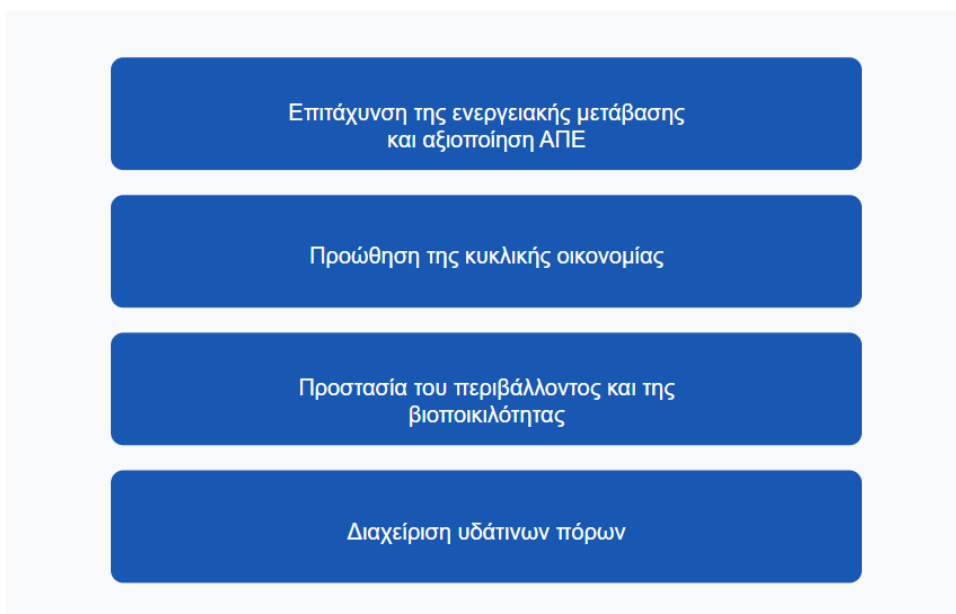 Επιτάχυνση της ενεργειακής μετάβασης
και αξιοποίηση ΑΠΕ
Προώθηση της κυκλικής οικονομίας
Προστασία του περιβάλλοντος και της
βιοποικιλότητας
Διαχείριση υδάτινων πόρων